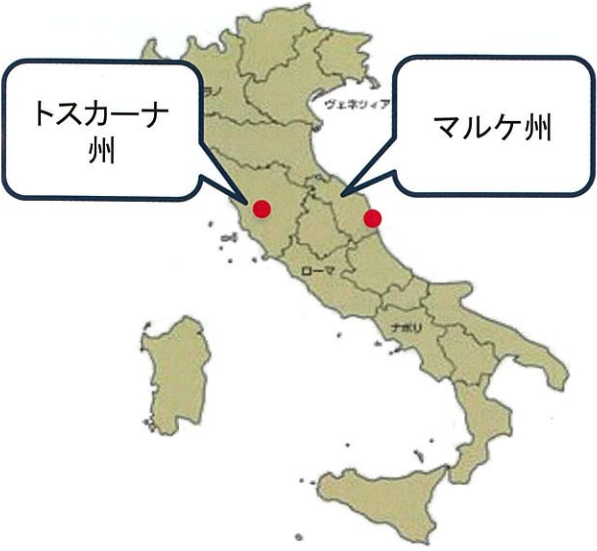 トスカーナ
州
マルケ州
ヴェネツィア
ローマ
ナポリ